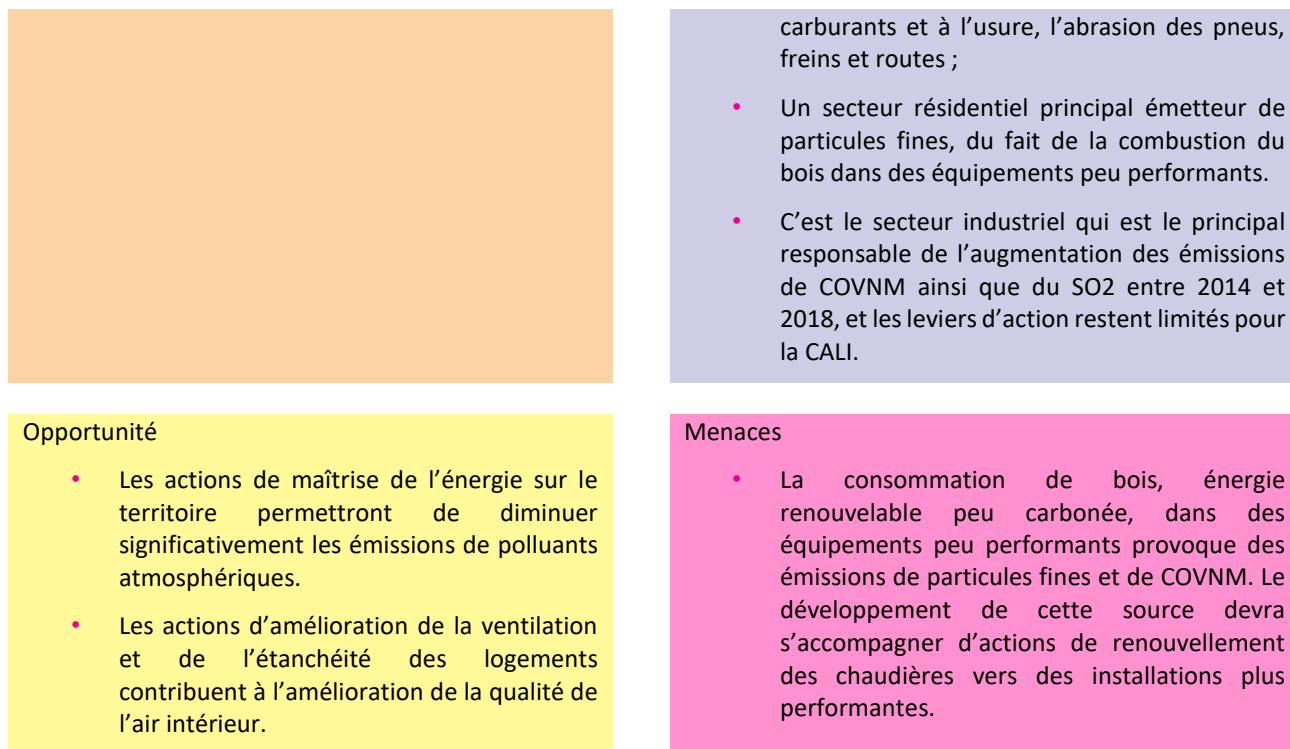 carburants et à l’usure, l’abrasion des pneus,
freins et routes ;
• Un secteur résidentiel principal émetteur de
particules fines, du fait de la combustion du
bois dans des équipements peu performants.
• C’est le secteur industriel qui est le principal
responsable de l’augmentation des émissions
de COVNM ainsi que du SO2 entre 2014 et
2018, et les leviers d’action restent limités pour
la CALI.
Opportunité
• Les actions de maîtrise de l’énergie sur le
territoire permettront de diminuer
significativement les émissions de polluants
atmosphériques.
• Les actions d’amélioration de la ventilation
et de l’étanchéité des logements
contribuent à l’amélioration de la qualité de
l’air intérieur.
Menaces
• La consommation de bois, énergie
renouvelable peu carbonée, dans des
équipements peu performants provoque des
émissions de particules fines et de COVNM. Le
développement de cette source devra
s’accompagner d’actions de renouvellement
des chaudières vers des installations plus
performantes.